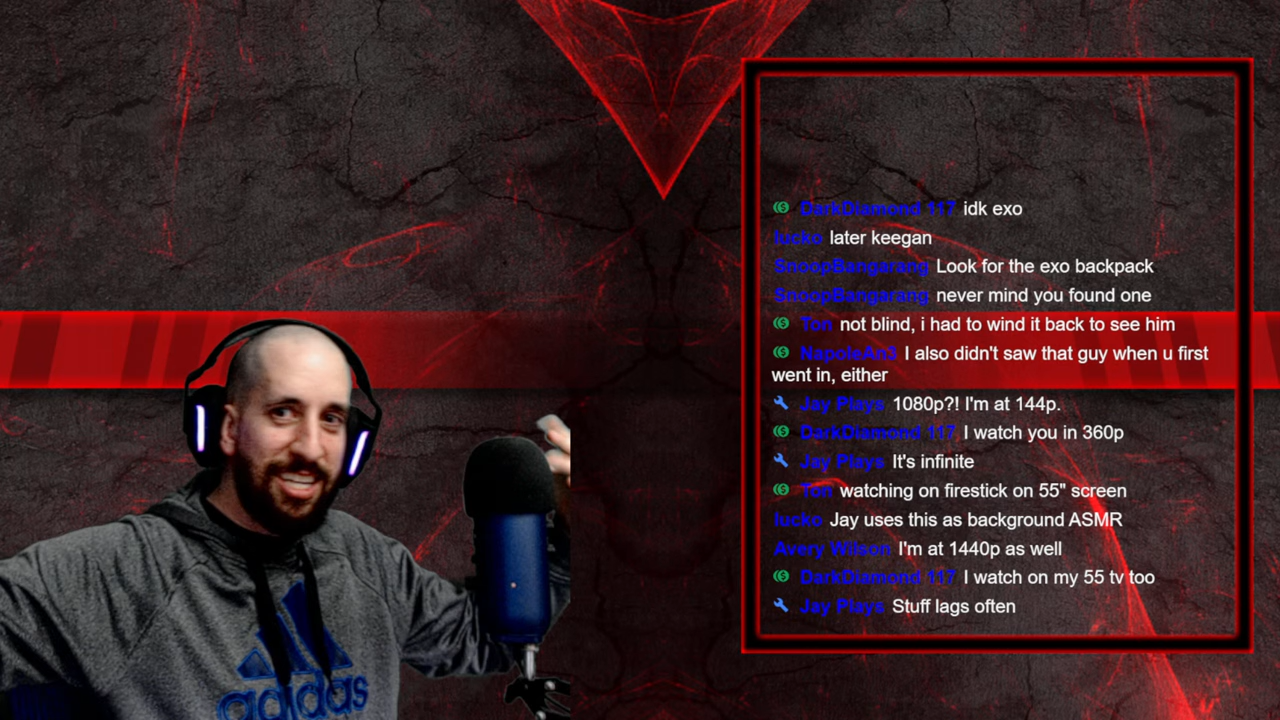 DarkDiamond 117 idk exo
lucko later keegan
SnoopBangarang Look for the exo backpack
SnoopBangarang never mind you found one
Ton not blind, i had to wind it back to see him
NapoleAn3 I also didn't saw that guy when u first
went in, either
Jay Plays 1080p?! I'm at 144p.
DarkDiamond 117 I watch you in 360p
Jay Plays It's infinite
Ton watching on firestick on 55" screen
lucko Jay uses this as background ASMR
Avery Wilson I'm at 1440p as well
DarkDiamond 117 I watch on my 55 tv too
Jay Plays Stuff lags often
adidas